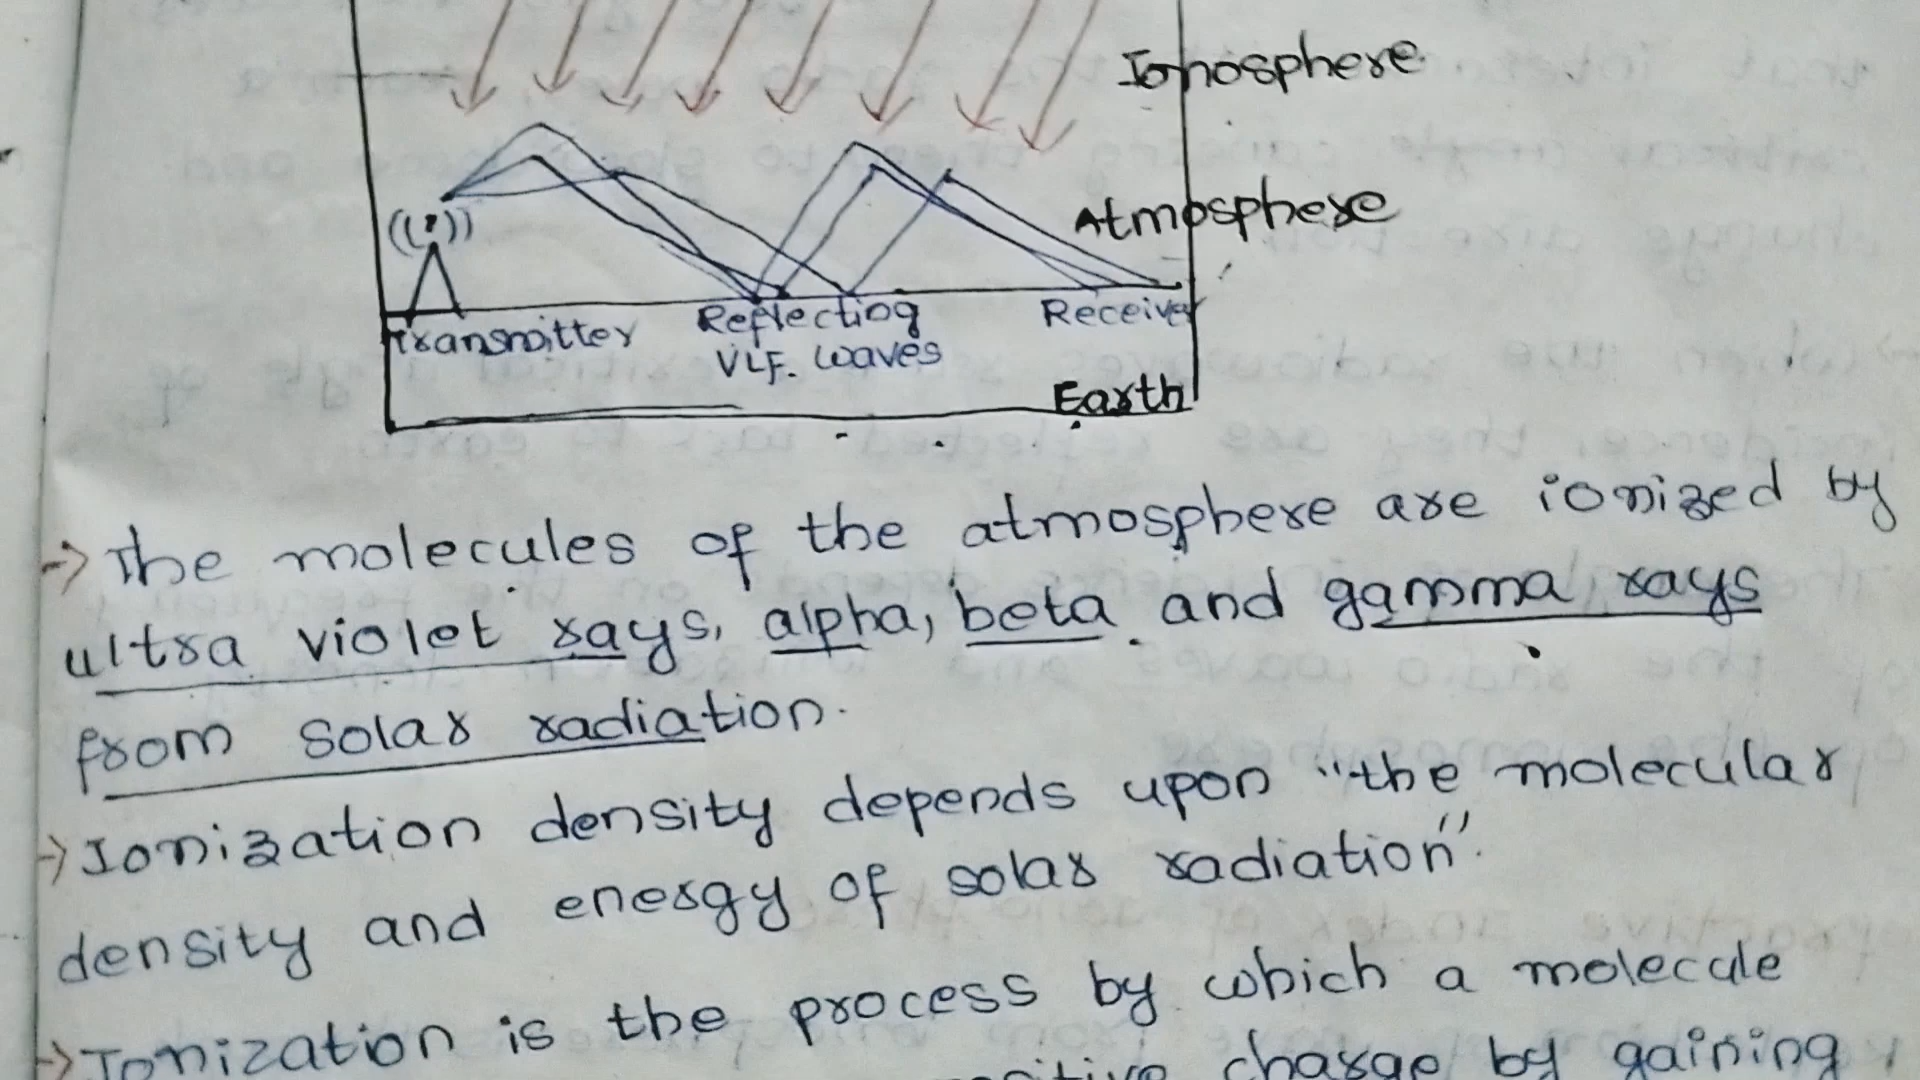 Ionosphere
Atmosphere
((•))
Transmitter
Reflecting
VLF. waves
Receiver
Earth
→ The molecules of the atmosphere are ionized by
ultra violet rays, alpha, beta and gamma rays
from solar radiation.
→ Ionization density depends upon "the molecular
density and energy of solar radiation".
→ Ionization is the process by which a molecule
charge by gaining